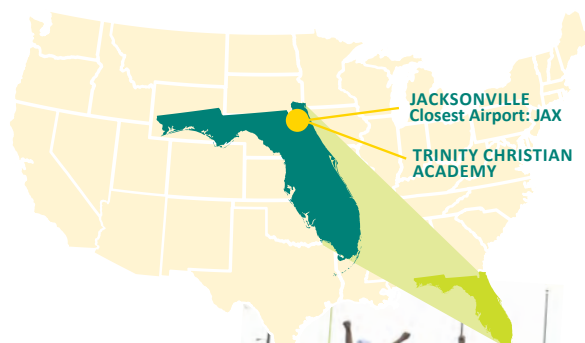 JACKSONVILLE
Closest Airport: JAX
TRINITY CHRISTIAN
ACADEMY